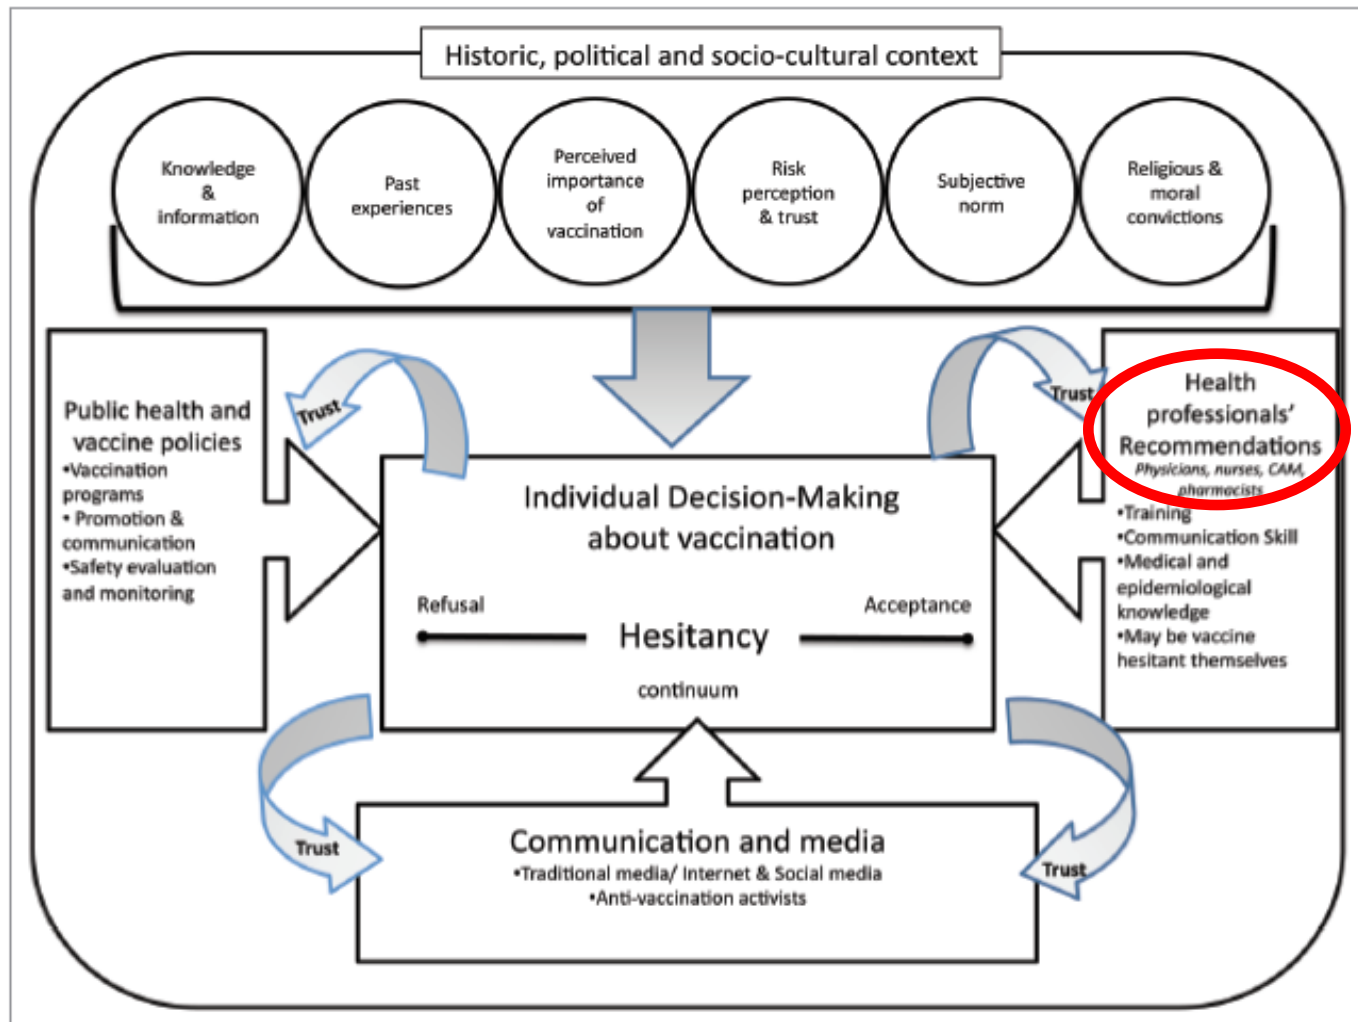 Historic, political and socio-cultural context
Knowledge
&
information
Past
experiences
Perceived
importance
of
vaccination
Risk
perception
& trust
Subjective
norm
Religious &
moral
convictions
Public health and
vaccine policies
•Vaccination
programs
• Promotion &
communication
•Safety evaluation
and monitoring
Trust
Trust
Health
professionals’
Recommendations
Physicians, nurses, CAM,
pharmacists
•Training
•Communication Skill
•Medical and
epidemiological
knowledge
•May be vaccine
hesitant themselves
Individual Decision-Making
about vaccination
Refusal
Acceptance
Hesitancy
continuum
Trust
Trust
Communication and media
•Traditional media/ Internet & Social media
•Anti-vaccination activists